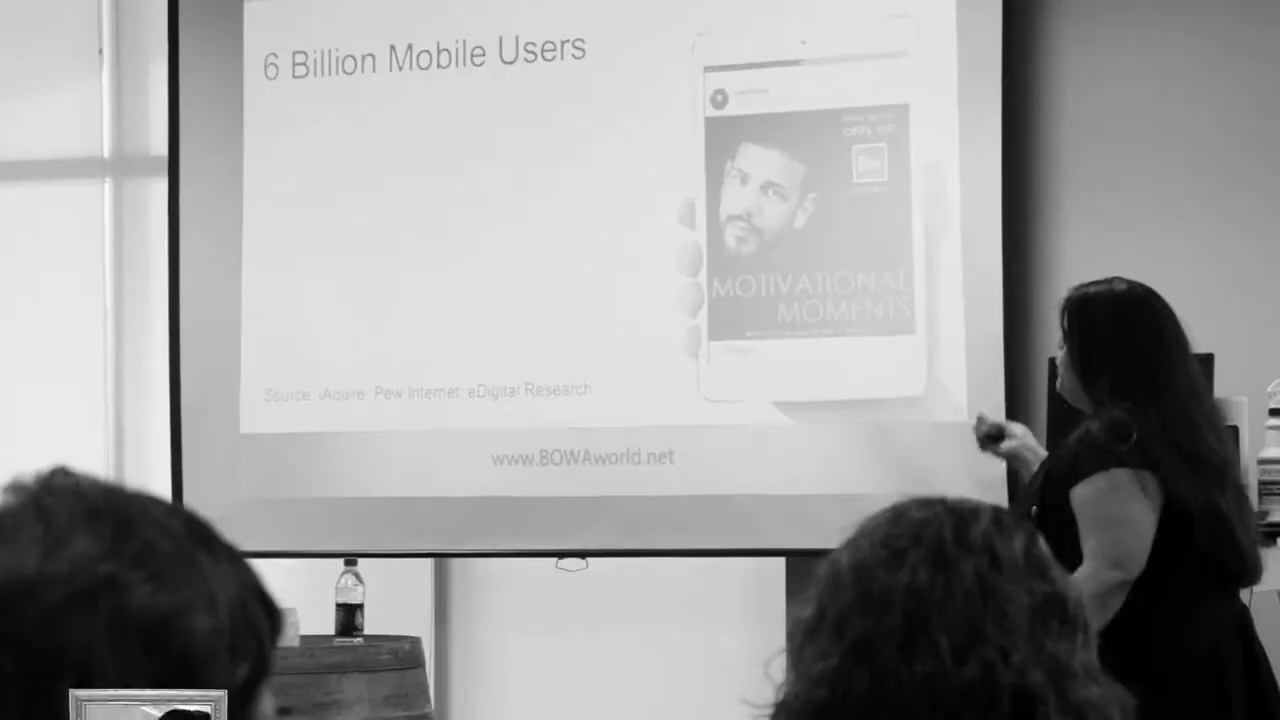 6 Billion Mobile Users
MOTIVATIONAL
MOMENTS
Source: iAquire, Pew Internet, eDigital Research
www.BOWAworld.net